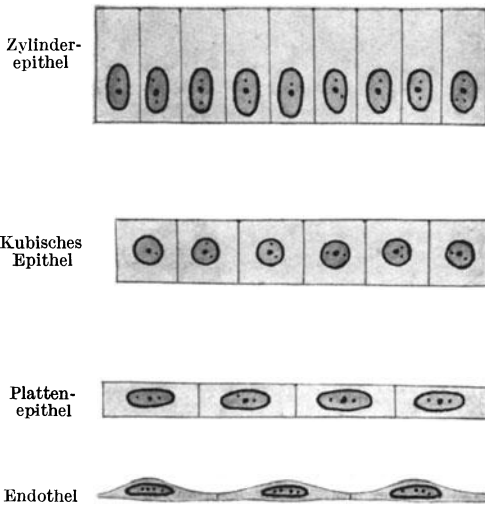 Zylinder-
epithel
Kubisches
Epithel
Platten-
epithel
Endothel